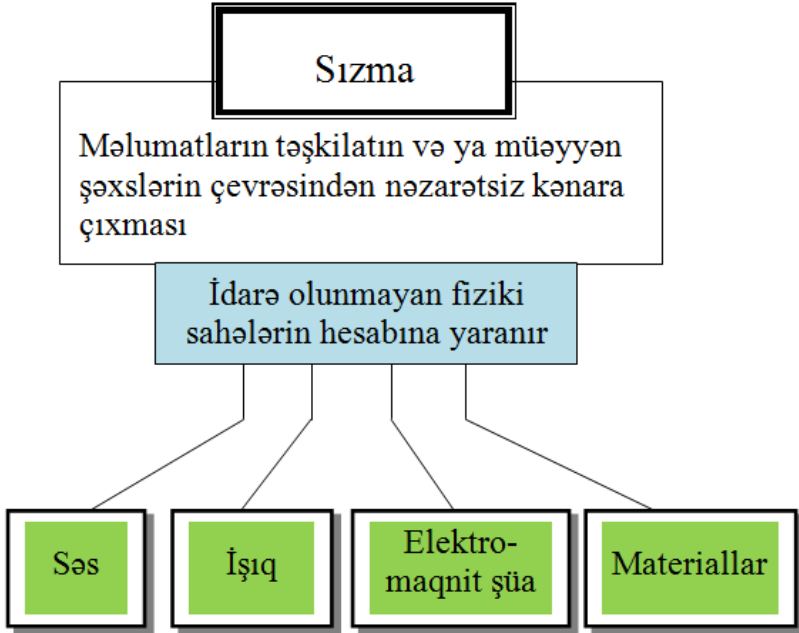 Sızma
Məlumatların təşkilatın və ya müəyyən
şəxslərin çevrəsindən nəzarətsiz kənara
çıxması
İdarə olunmayan fiziki
sahələrin hesabına yaranır
Səs
İşıq
Elektro-
maqnit şüa
Materiallar